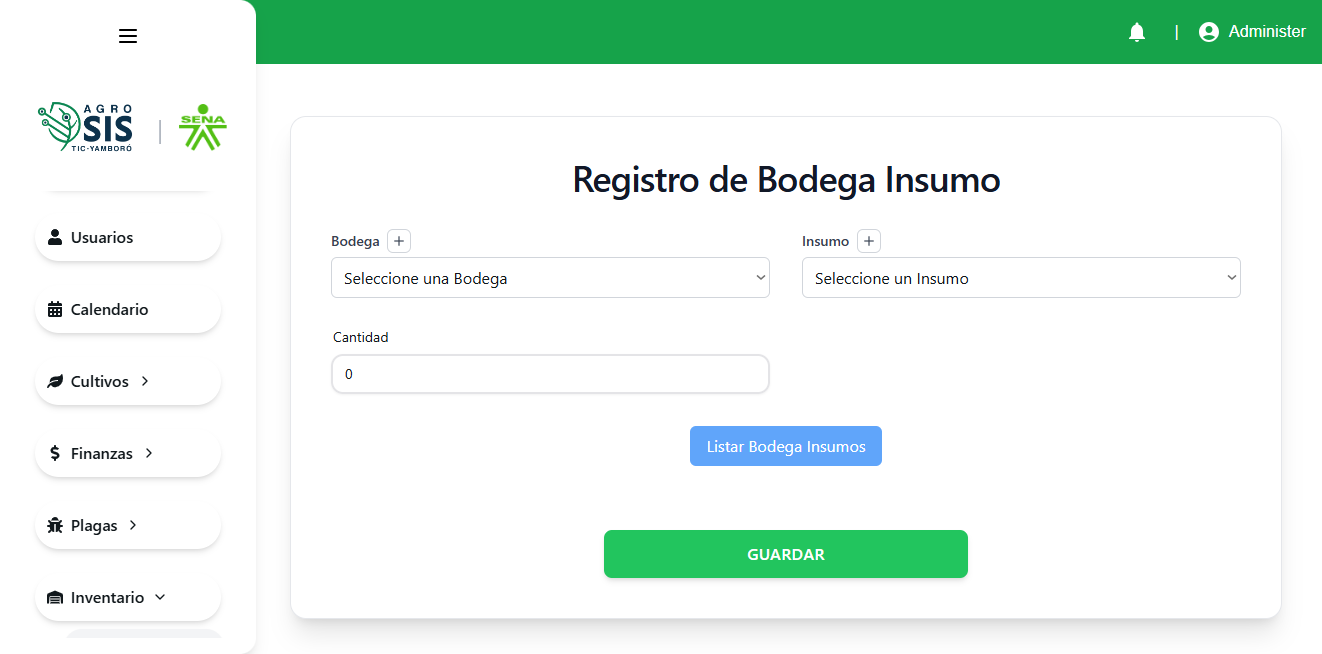 Administer
AGRO
SIS
TIC-YAMBORÓ
SENA
Usuarios
Calendario
Cultivos
Finanzas
Plagas
Inventario
Registro de Bodega Insumo
Bodega
Insumo
Seleccione una Bodega
Seleccione un Insumo
Cantidad
0
Listar Bodega Insumos
GUARDAR